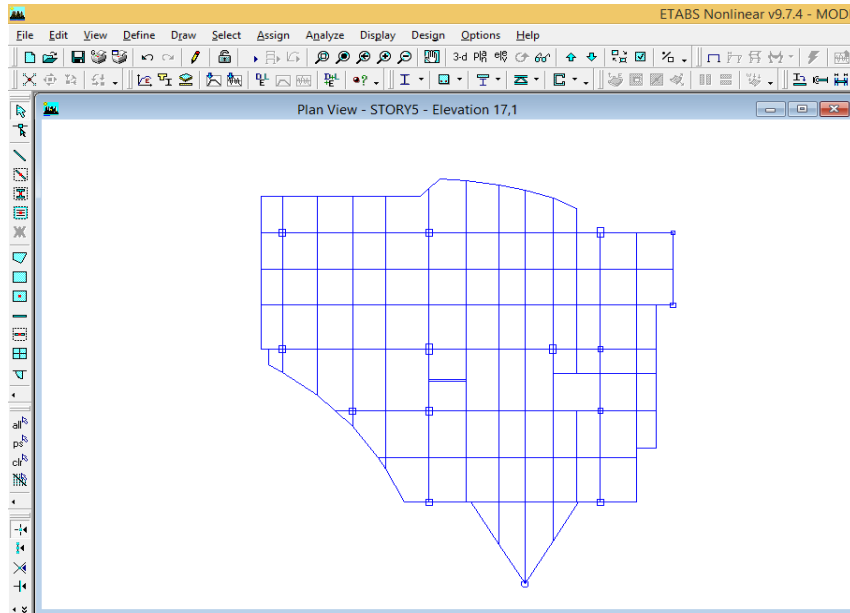 ETABS Nonlinear v9.7.4 - MOD
File Edit View Define Draw Select Assign Analyze Display Design Options Help
3-d
Plan View - STORY5 - Elevation 17,1
all
ps
clr